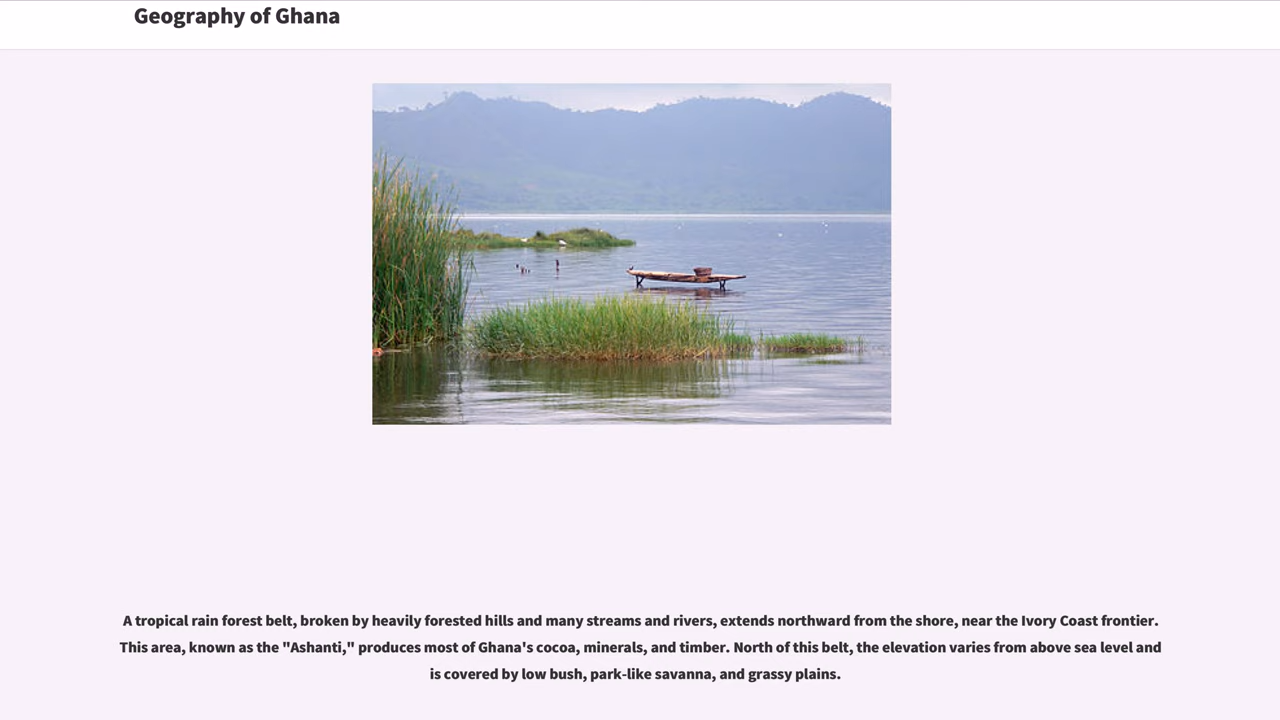 Geography of Ghana
A tropical rain forest belt, broken by heavily forested hills and many streams and rivers, extends northward from the shore, near the Ivory Coast frontier.
This area, known as the "Ashanti," produces most of Ghana's cocoa, minerals, and timber. North of this belt, the elevation varies from above sea level and
is covered by low bush, park-like savanna, and grassy plains.